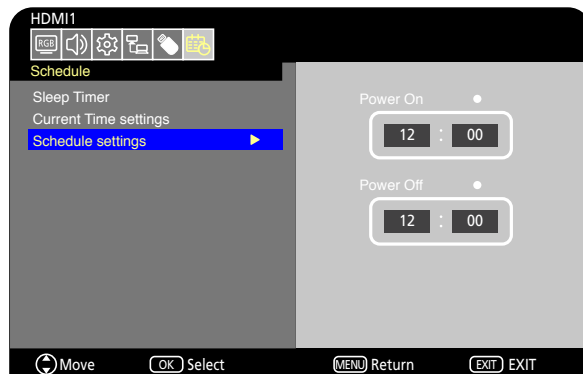 HDMI1
RGB
Schedule
Sleep Timer
Current Time settings
Schedule settings
Power On
12 : 00
Power Off
12 : 00
Move OK Select MENU Return EXIT EXIT